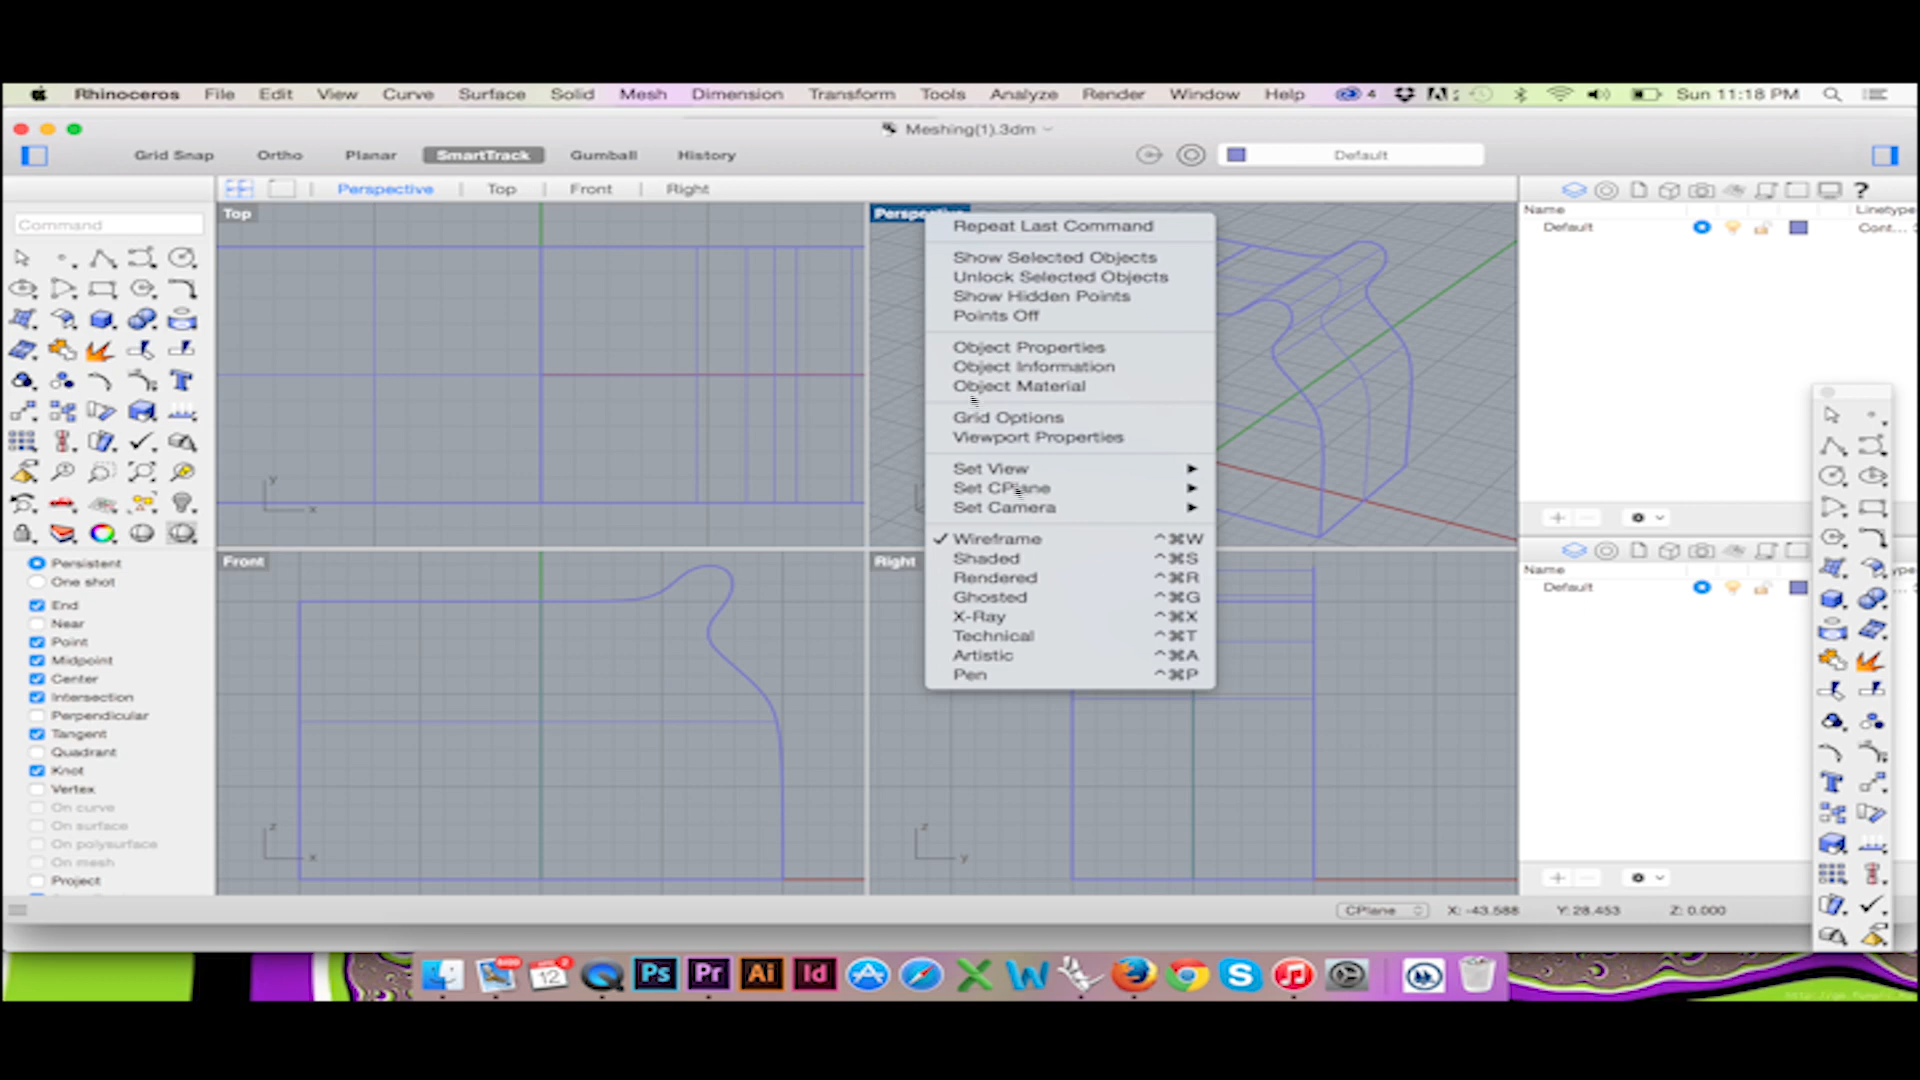 Rhinoceros File Edit View Curve Surface Solid Mesh Dimension Transform Tools Analyze Render Window Help 4 Sun 11:18 PM
Meshing(1).3dm
Grid Snap Ortho Planar SmartTrack Gumball History Default
Perspective Top Front Right
Command
Top
Perspective
Repeat Last Command
Show Selected Objects
Unlock Selected Objects
Show Hidden Points
Points Off
Object Properties
Object Information
Object Material
Grid Options
Viewport Properties
Set View
Set CPlane
Set Camera
Wireframe ^⌘W
Shaded ^⌘S
Rendered ^⌘R
Ghosted ^⌘G
X-Ray ^⌘X
Technical ^⌘T
Artistic ^⌘A
Pen ^⌘P
y
x
Front
z
x
Right
z
y
Name Linetype
Default Cont...
Name
Default
Persistent
One shot
End
Near
Point
Midpoint
Center
Intersection
Perpendicular
Tangent
Quadrant
Knot
Vertex
On curve
On surface
On polysurface
On mesh
Project
CPlane X: -43.588 Y: 28.453 Z: 0.000
12 2 Ps Pr Ai Id